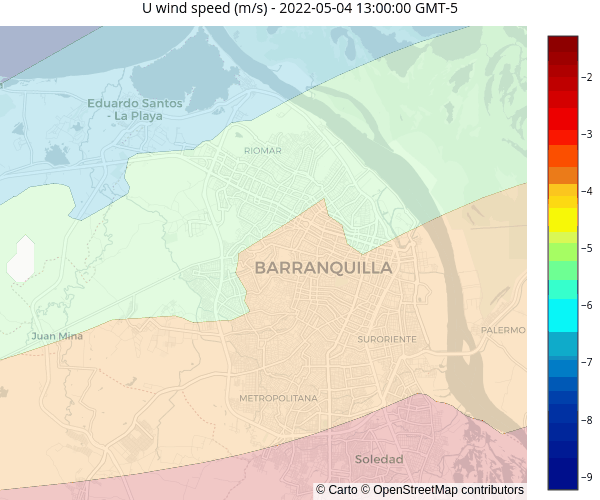 U wind speed (m/s) - 2022-05-04 13:00:00 GMT-5
−2
−3
−4
−5
−6
−7
−8
−9
Eduardo Santos
- La Playa
RIOMAR
BARRANQUILLA
Juan Mina
SURORIENTE
PALERMO
METROPOLITANA
Soledad
© Carto © OpenStreetMap contributors